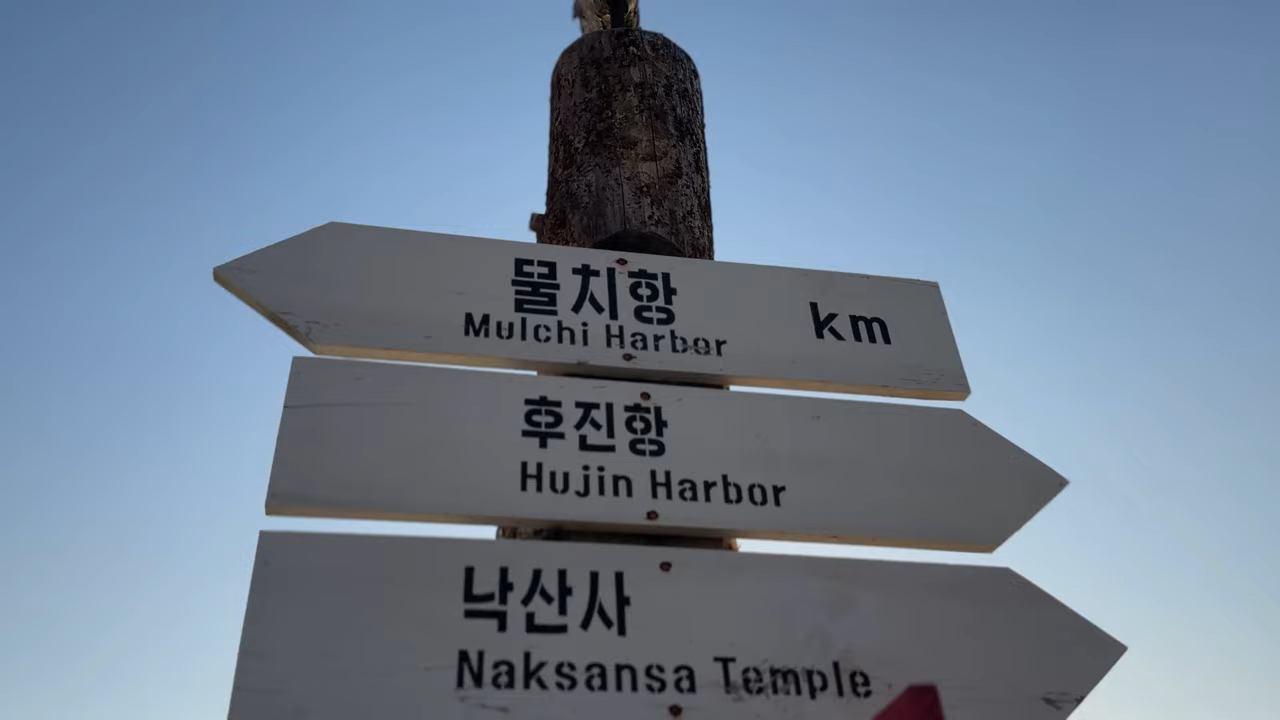 물치항
Mulchi Harbor
km
후진항
Hujin Harbor
낙산사
Naksansa Temple